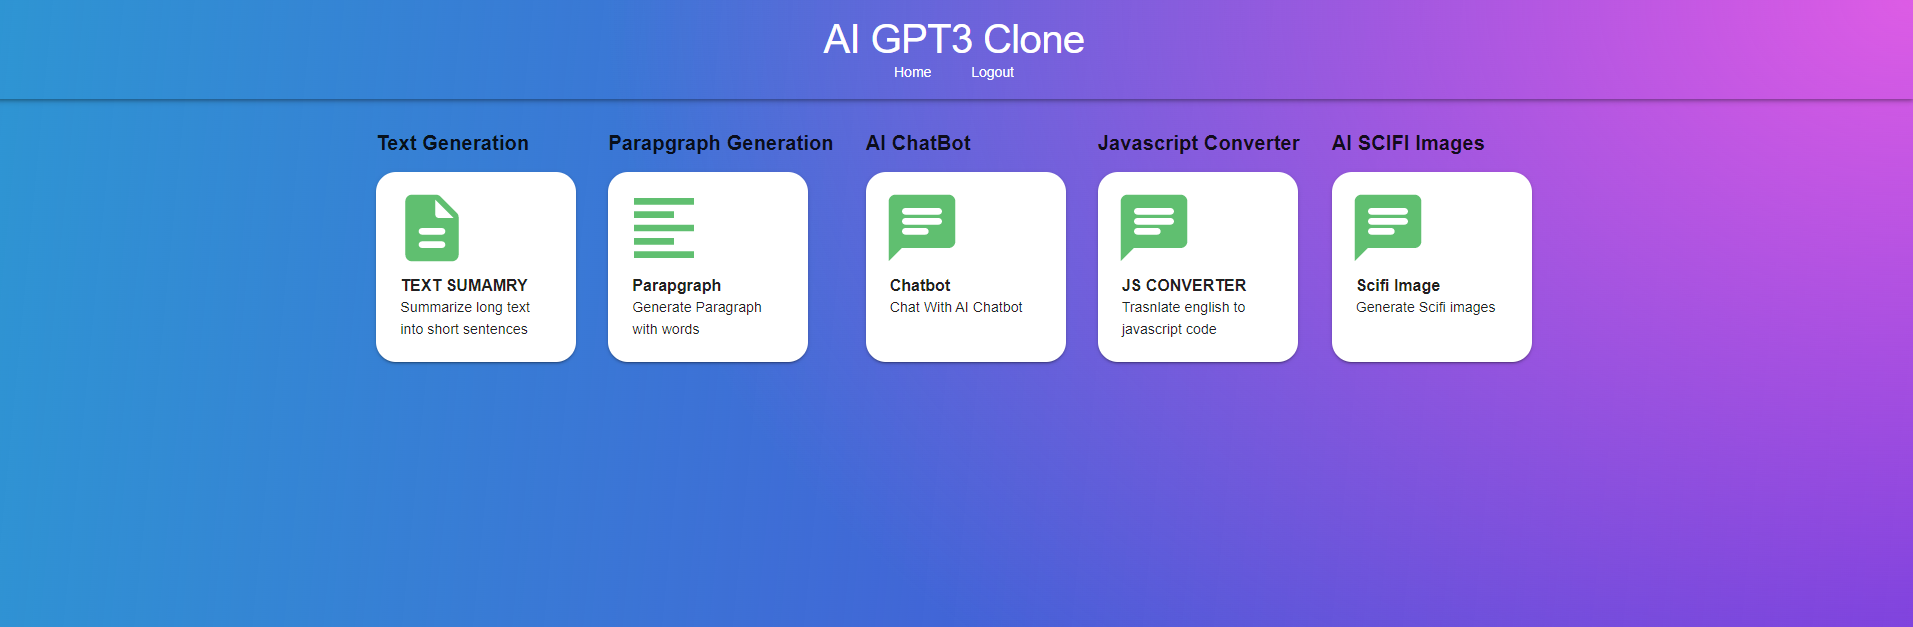 AI GPT3 Clone
Home Logout
Text Generation
TEXT SUMAMRY
Summarize long text
into short sentences
Parapgraph Generation
Parapgraph
Generate Paragraph
with words
AI ChatBot
Chatbot
Chat With AI Chatbot
Javascript Converter
JS CONVERTER
Trasnlate english to
javascript code
AI SCIFI Images
Scifi Image
Generate Scifi images